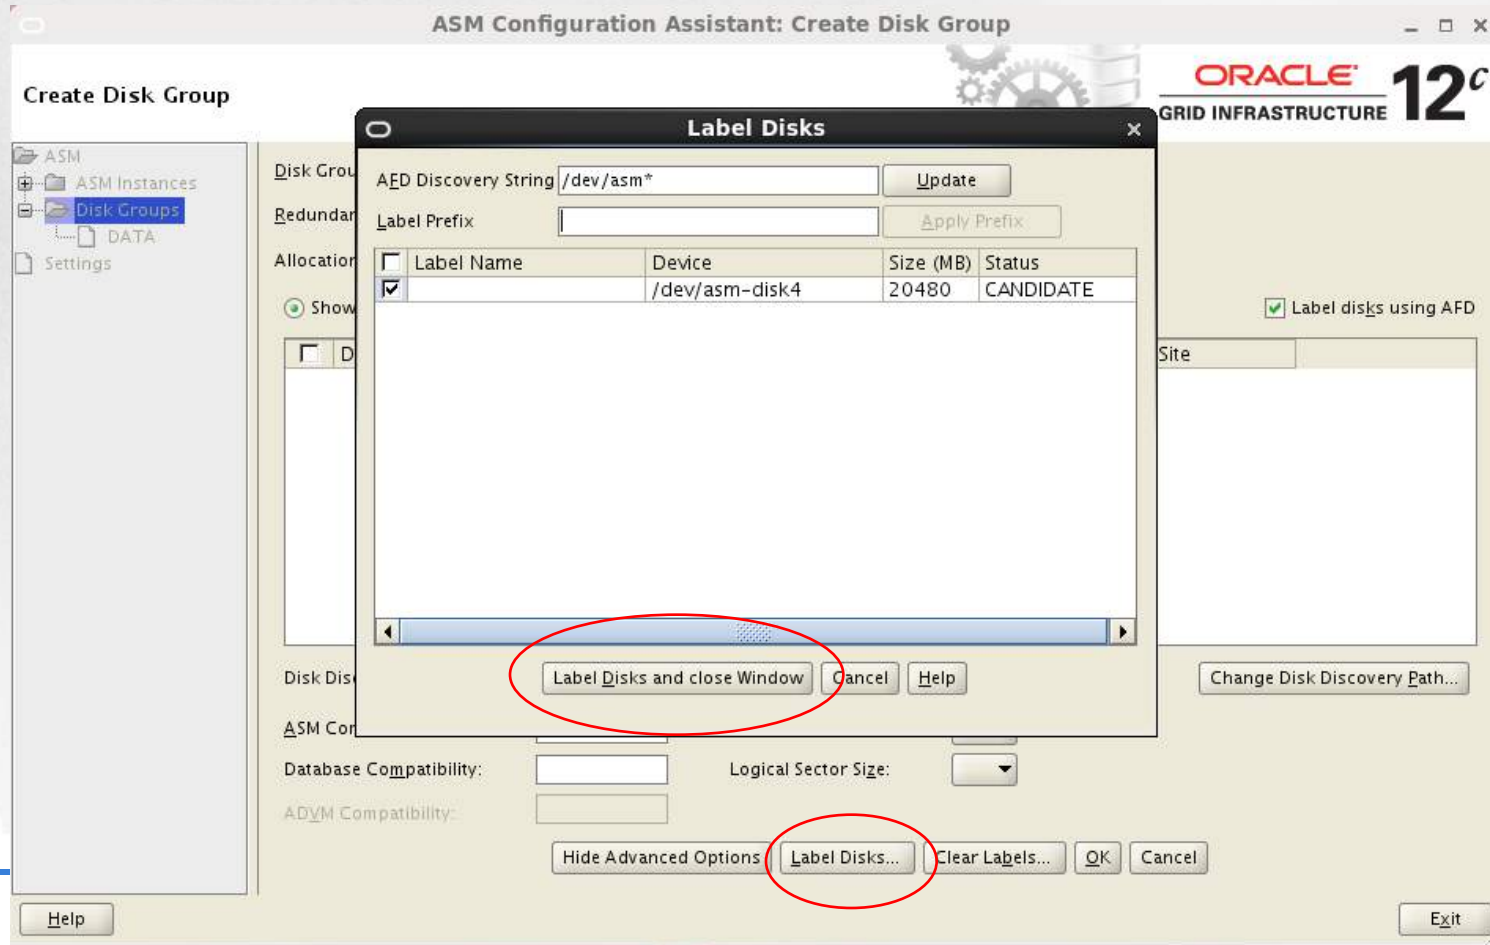 ASM Configuration Assistant: Create Disk Group
Create Disk Group
ORACLE
GRID INFRASTRUCTURE
12c
ASM
ASM Instances
Disk Groups
DATA
Settings
Disk Grou
Redundar
Allocation
Show
Label disks using AFD
D
Site
Label Disks
AFD Discovery String /dev/asm* Update
Label Prefix Apply Prefix
Label Name Device Size (MB) Status
/dev/asm-disk4 20480 CANDIDATE
Label Disks and close Window Cancel Help
Disk Dis
Change Disk Discovery Path...
ASM Cor
Database Compatibility: Logical Sector Size:
ADVM Compatibility:
Hide Advanced Options Label Disks... Clear Labels... OK Cancel
Help Exit